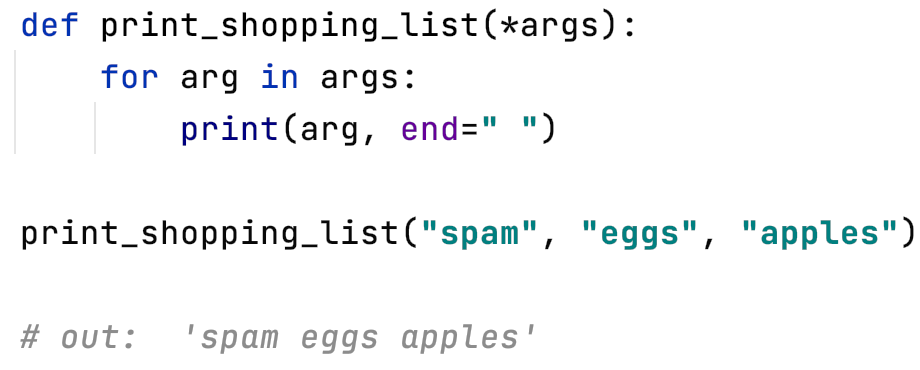 def print_shopping_list(*args):
    for arg in args:
        print(arg, end=" ")
print_shopping_list("spam", "eggs", "apples")
# out:  'spam eggs apples'